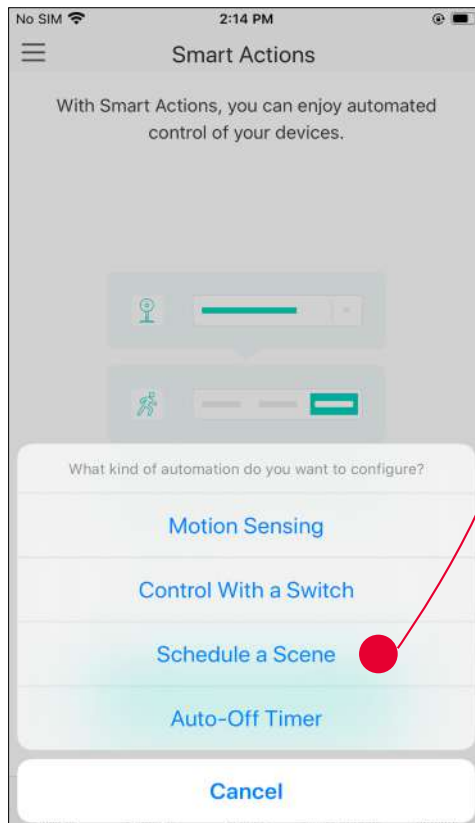 No SIM 2:14 PM
Smart Actions
With Smart Actions, you can enjoy automated
control of your devices.
What kind of automation do you want to configure?
Motion Sensing
Control With a Switch
Schedule a Scene
Auto-Off Timer
Cancel